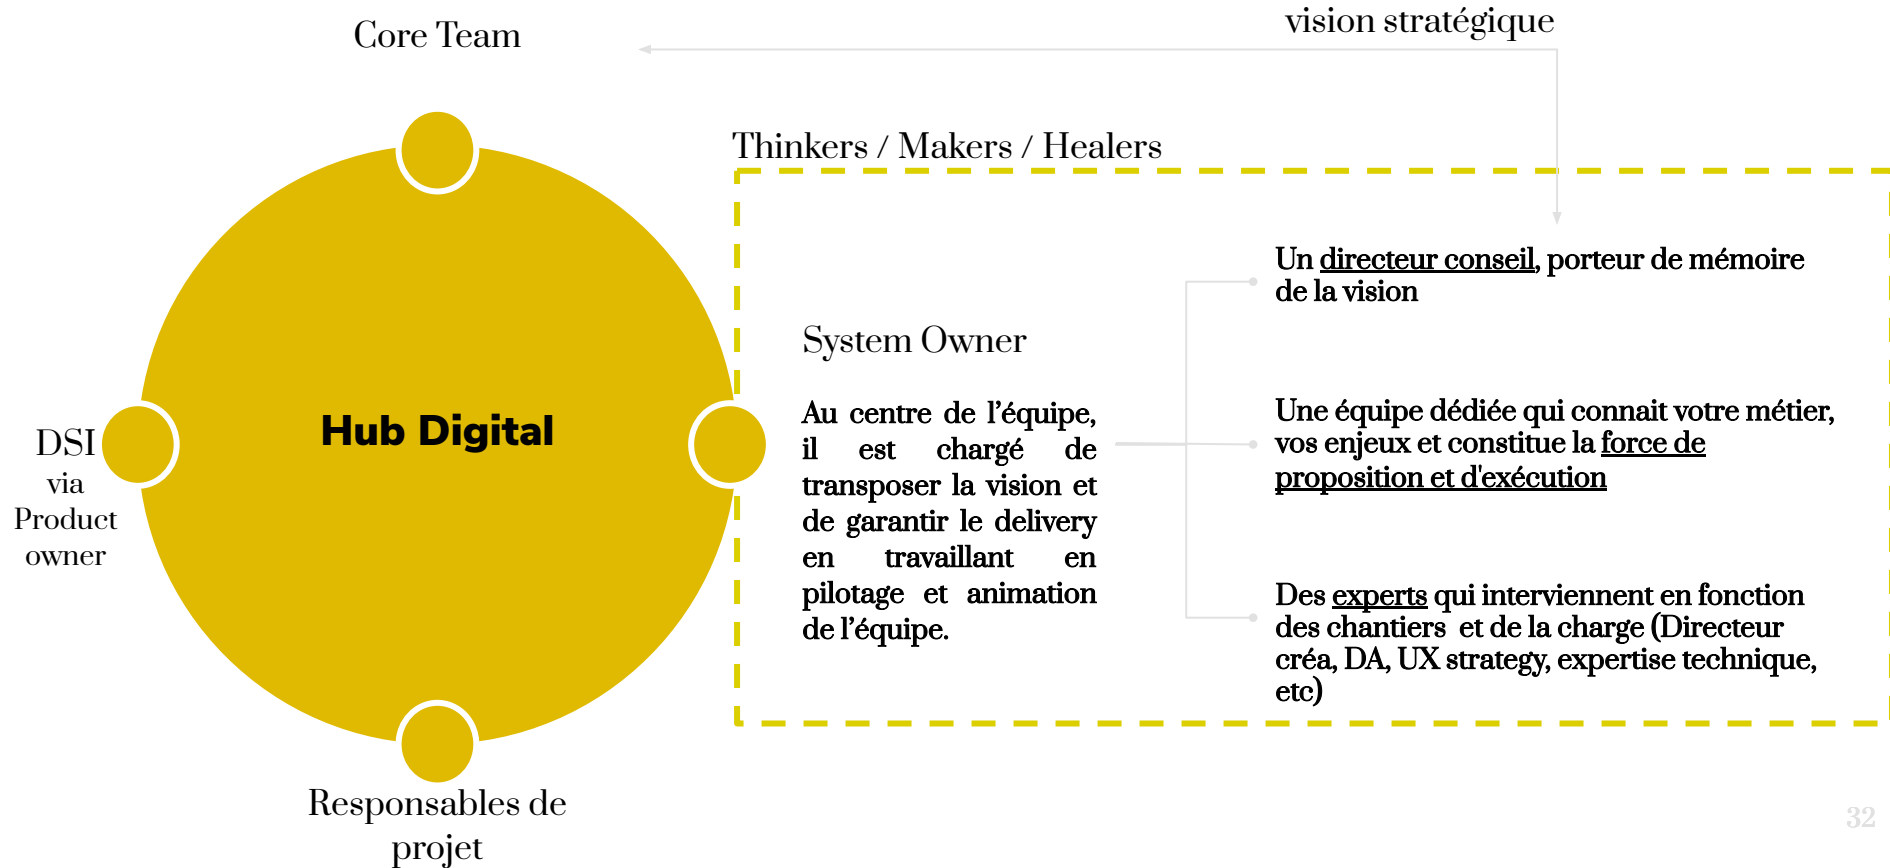 Core Team
vision stratégique
Thinkers / Makers / Healers
Hub Digital
DSI
via
Product
owner
Responsables de
projet
System Owner
Au centre de l’équipe,
il est chargé de
transposer la vision et
de garantir le delivery
en travaillant en
pilotage et animation
de l’équipe.
Un directeur conseil, porteur de mémoire
de la vision
Une équipe dédiée qui connait votre métier,
vos enjeux et constitue la force de
proposition et d'exécution
Des experts qui interviennent en fonction
des chantiers et de la charge (Directeur
créa, DA, UX strategy, expertise technique,
etc)
32